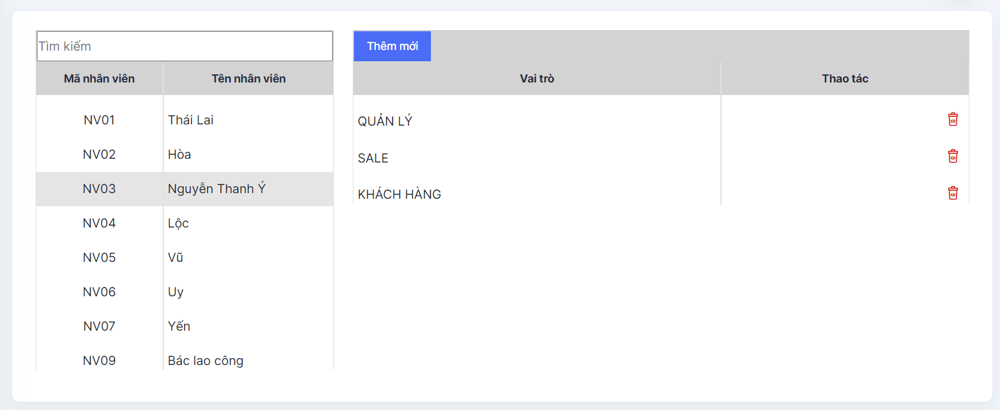 Tìm kiếm
Mã nhân viên Tên nhân viên
NV01 Thái Lai
NV02 Hòa
NV03 Nguyễn Thanh Ý
NV04 Lộc
NV05 Vũ
NV06 Uy
NV07 Yến
NV09 Bác lao công
Thêm mới
Vai trò Thao tác
QUẢN LÝ
SALE
KHÁCH HÀNG